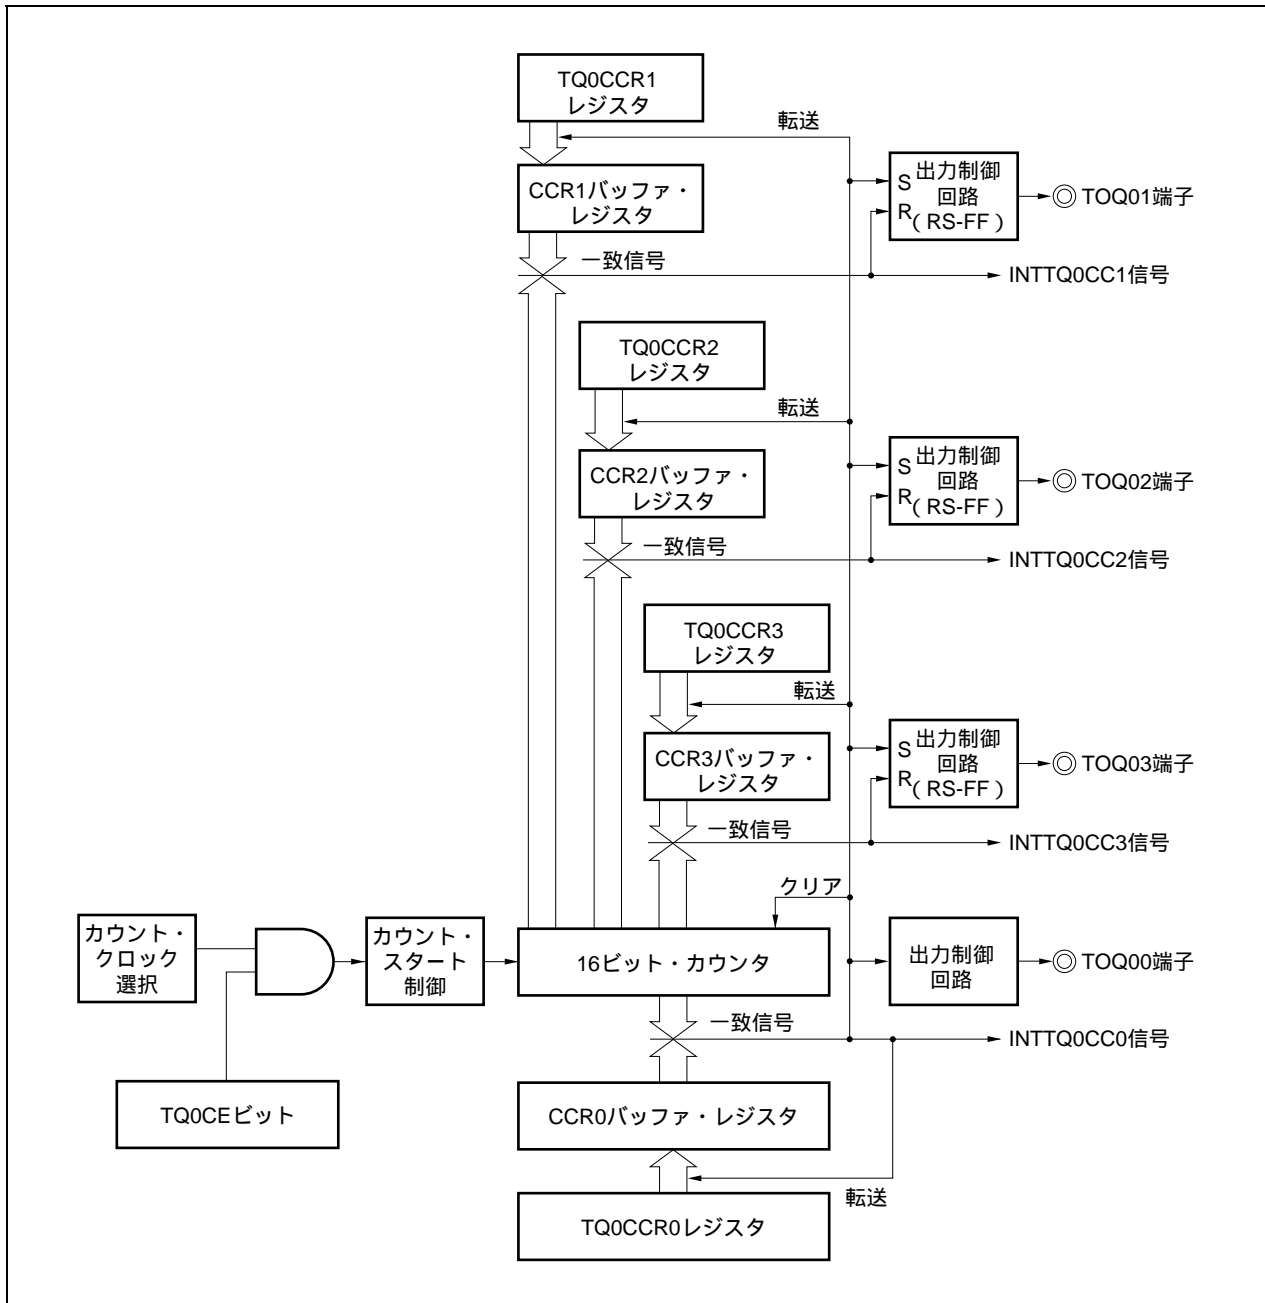 TQ0CCR1
レジスタ
転送
CCR1バッファ・
レジスタ
S
出力制御
回路
R
( RS-FF )
TOQ01端子
一致信号
INTTQ0CC1信号
TQ0CCR2
レジスタ
転送
CCR2バッファ・
レジスタ
S
出力制御
回路
R
( RS-FF )
TOQ02端子
一致信号
INTTQ0CC2信号
TQ0CCR3
レジスタ
転送
CCR3バッファ・
レジスタ
S
出力制御
回路
R
( RS-FF )
TOQ03端子
一致信号
INTTQ0CC3信号
クリア
カウント・
クロック
選択
カウント・
スタート
制御
16ビット・カウンタ
出力制御
回路
TOQ00端子
一致信号
INTTQ0CC0信号
TQ0CEビット
CCR0バッファ・レジスタ
転送
TQ0CCR0レジスタ